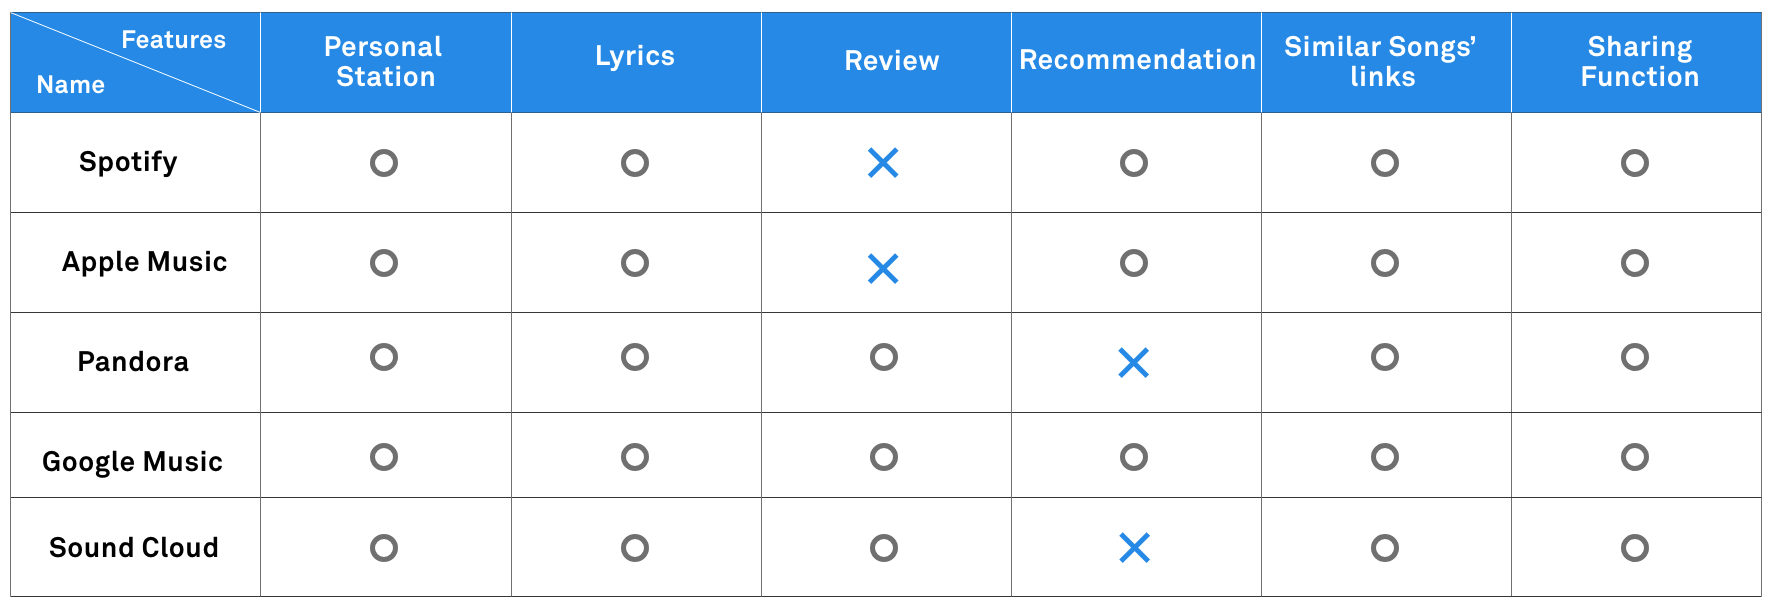 Features
Name
Personal
Station
Lyrics
Review
Recommendation
Similar Songs’
links
Sharing
Function
Spotify
Apple Music
Pandora
Google Music
Sound Cloud